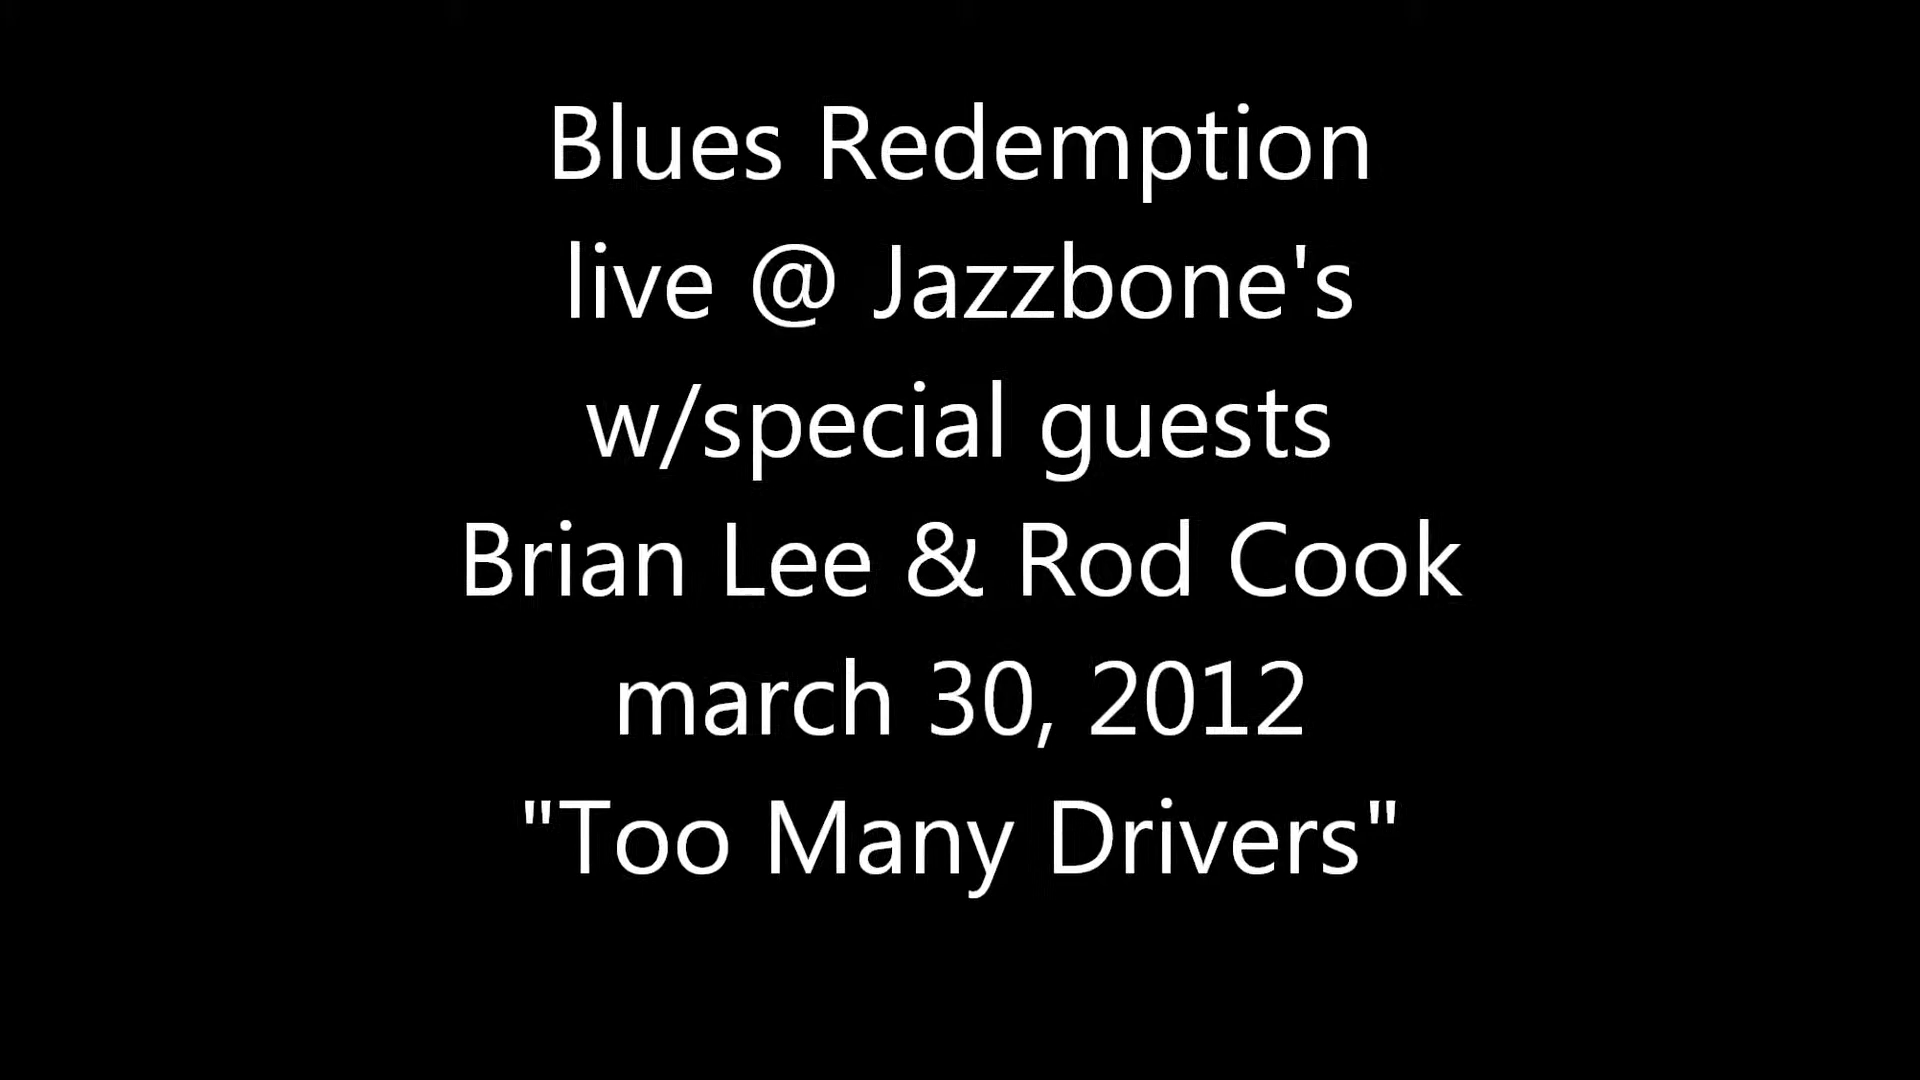 Blues Redemption
live @ Jazzbone's
w/special guests
Brian Lee & Rod Cook
march 30, 2012
"Too Many Drivers"